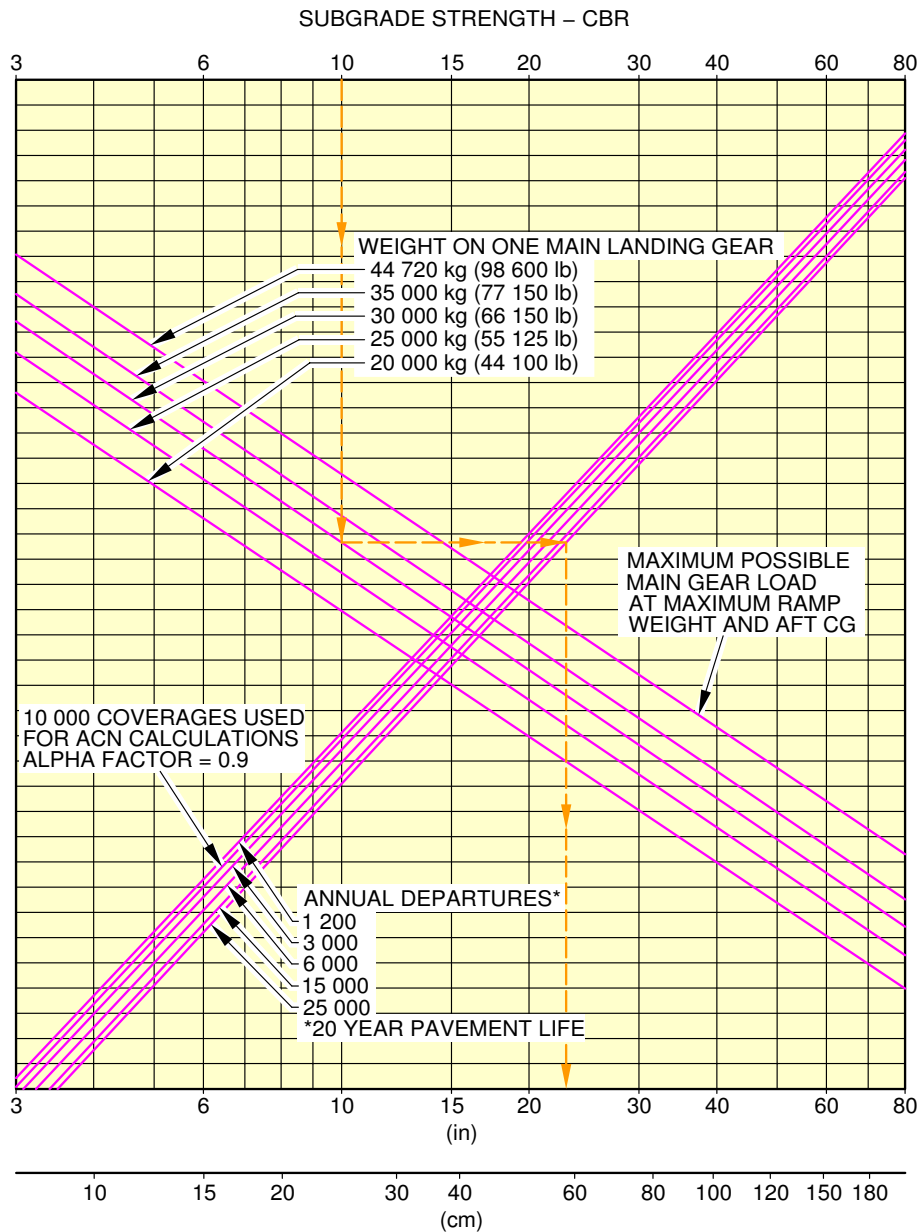 SUBGRADE STRENGTH – CBR
3 6 10 15 20 30 40 60 80
WEIGHT ON ONE MAIN LANDING GEAR
44 720 kg (98 600 lb)
35 000 kg (77 150 lb)
30 000 kg (66 150 lb)
25 000 kg (55 125 lb)
20 000 kg (44 100 lb)
MAXIMUM POSSIBLE
MAIN GEAR LOAD
AT MAXIMUM RAMP
WEIGHT AND AFT CG
10 000 COVERAGES USED
FOR ACN CALCULATIONS
ALPHA FACTOR = 0.9
ANNUAL DEPARTURES*
1 200
3 000
6 000
15 000
25 000
*20 YEAR PAVEMENT LIFE
3 6 10 15 20 30 40 60 80
(in)
10 15 20 30 40 60 80 100 120 150 180
(cm)